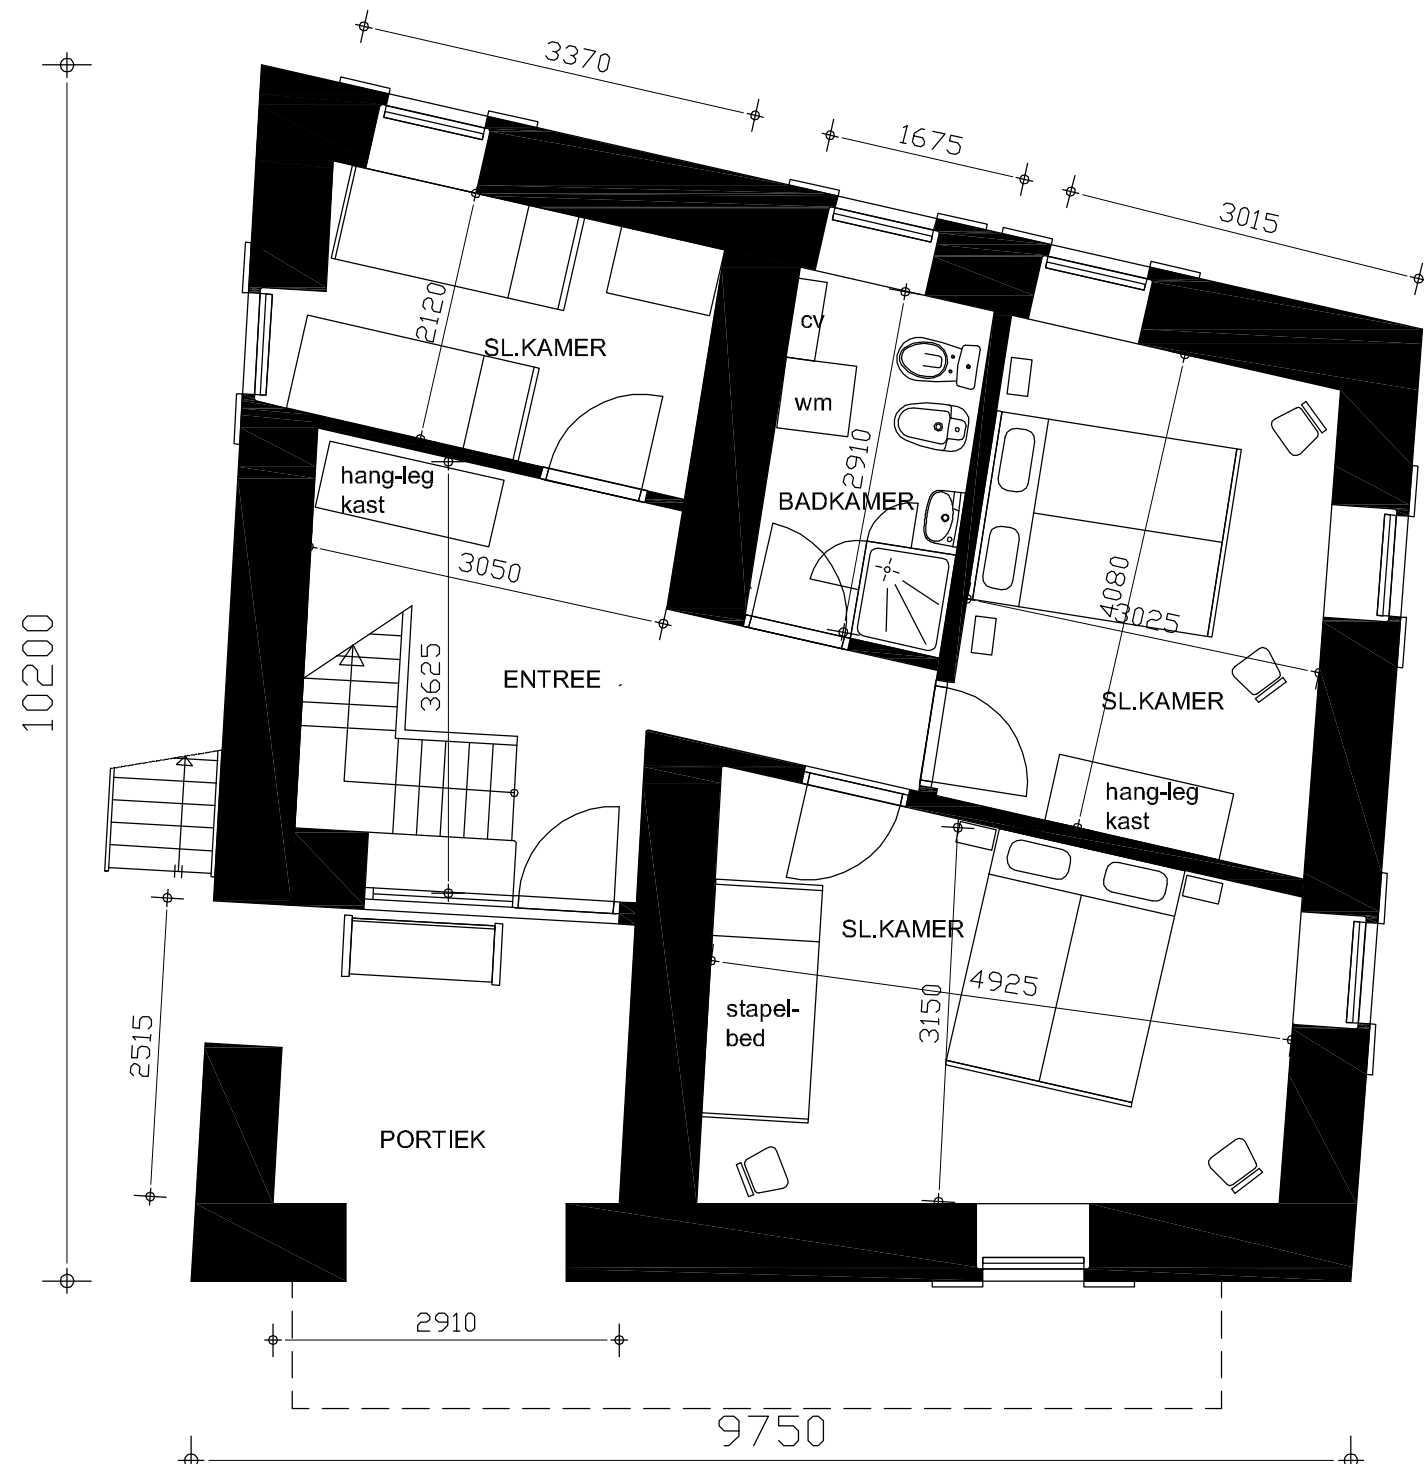 3370
1675
3015
2120
SL.KAMER
cv
wm
2910
BADKAMER
hang-leg
kast
3050
4080
3025
10200
3625
ENTREE
SL.KAMER
hang-leg
kast
SL.KAMER
4925
3150
stapel-
bed
2515
PORTIEK
2910
9750